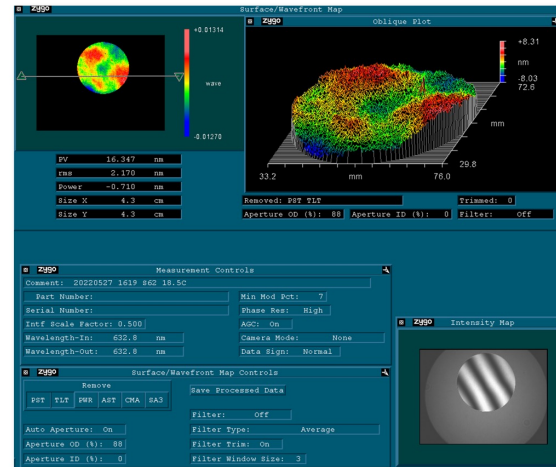 zygo Surface/Wavefront Map
+0.01314
wave
-0.01270
PV 16.347 nm
rms 2.170 nm
Power -0.710 nm
Size X 4.3 cm
Size Y 4.3 cm
zygo Oblique Plot
+8.31
nm
-8.03
72.6
mm
29.8
33.2 mm 76.0
Removed: PST TLT Trimmed: 0
Aperture OD (%): 88 Aperture ID (%): 0 Filter: Off
zygo Measurement Controls
Comment: 20220527 1619 S62 18.5C
Part Number: Min Mod Pct: 7
Serial Number: Phase Res: High
Intf Scale Factor: 0.500 AGC: On
Wavelength-In: 632.8 nm Camera Mode: None
Wavelength-Out: 632.8 nm Data Sign: Normal
zygo Surface/Wavefront Map Controls
Remove
PST TLT PWR AST CMA SA3
Save Processed Data
Filter: Off
Auto Aperture: On Filter Type: Average
Aperture OD (%): 88 Filter Trim: On
Aperture ID (%): 0 Filter Window Size: 3
zygo Intensity Map